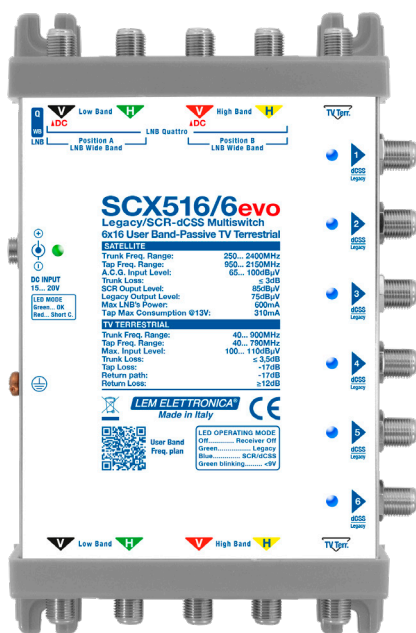 Q V Low Band H V High Band H TV Terr.
DC DC
WB LNB Quattro
LNB Position A Position B
LNB Wide Band LNB Wide Band
1
dCSS
Legacy
2
dCSS
Legacy
SCX516/6evo
Legacy/SCR-dCSS Multiswitch
6x16 User Band-Passive TV Terrestrial
SATELLITE
Trunk Freq. Range: 250... 2400MHz
Tap Freq. Range: 950... 2150MHz
A.C.G. Input Level: 65... 100dBµV
Trunk Loss: ≤ 3dB
SCR Ouput Level: 85dBµV
Legacy Output Level: 75dBµV
Max LNB's Power: 600mA
Tap Max Consumption @13V: 310mA
DC INPUT
15... 20V
LED MODE
Green... OK
Red... Short C.
3
dCSS
Legacy
TV TERRESTRIAL
Trunk Freq. Range: 40... 900MHz
Tap Freq. Range: 40... 790MHz
Max. Input Level: 100... 110dBµV
Trunk Loss: ≤ 3,5dB
Tap Loss: -17dB
Return path: -17dB
Return Loss: ≥12dB
4
dCSS
Legacy
LEM ELETTRONICA®
Made in Italy
CE
User Band
Freq. plan
LED OPERATING MODE
Off............ Receiver Off
Green................. Legacy
Blue.............. SCR/dCSS
Green blinking......... <9V
5
dCSS
Legacy
6
dCSS
Legacy
V Low Band H V High Band H TV Terr.